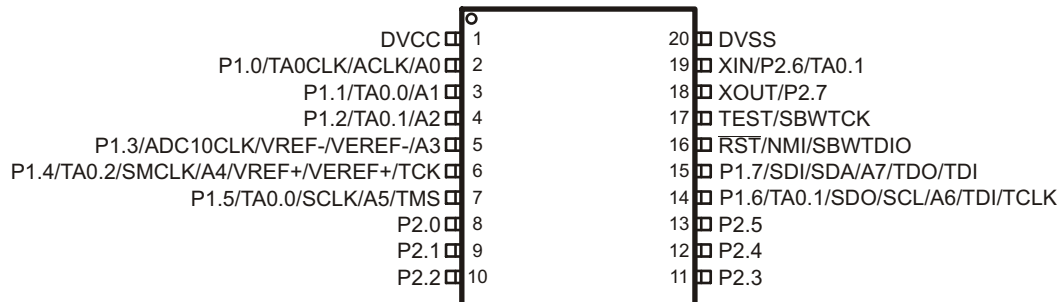 DVCC 1 20 DVSS
P1.0/TA0CLK/ACLK/A0 2 19 XIN/P2.6/TA0.1
P1.1/TA0.0/A1 3 18 XOUT/P2.7
P1.2/TA0.1/A2 4 17 TEST/SBWTCK
P1.3/ADC10CLK/VREF-/VEREF-/A3 5 16 RST/NMI/SBWTDIO
P1.4/TA0.2/SMCLK/A4/VREF+/VEREF+/TCK 6 15 P1.7/SDI/SDA/A7/TDO/TDI
P1.5/TA0.0/SCLK/A5/TMS 7 14 P1.6/TA0.1/SDO/SCL/A6/TDI/TCLK
P2.0 8 13 P2.5
P2.1 9 12 P2.4
P2.2 10 11 P2.3